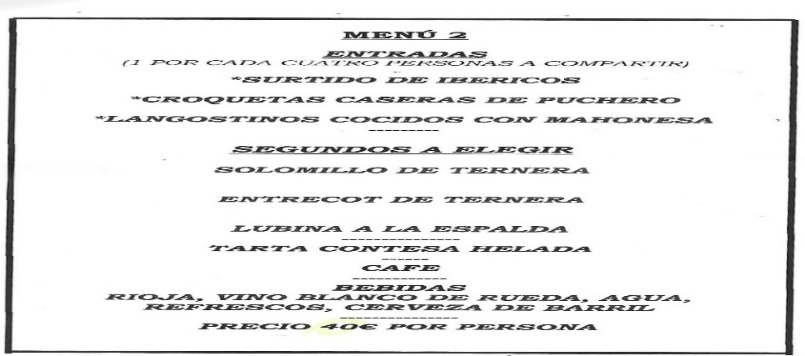 MENÚ 2
ENTRADAS
(1 POR CADA CUATRO PERSONAS A COMPARTIR)
*SURTIDO DE IBERICOS
*CROQUETAS CASERAS DE PUCHERO
*LANGOSTINOS COCIDOS CON MAHONESA
---------
SEGUNDOS A ELEGIR
SOLOMILLO DE TERNERA
ENTRECOT DE TERNERA
LUBINA A LA ESPALDA
---------------
TARTA CONTESA HELADA
------
CAFE
------------
BEBIDAS
RIOJA, VINO BLANCO DE RUEDA, AGUA,
REFRESCOS, CERVEZA DE BARRIL
---------------
PRECIO 40€ POR PERSONA